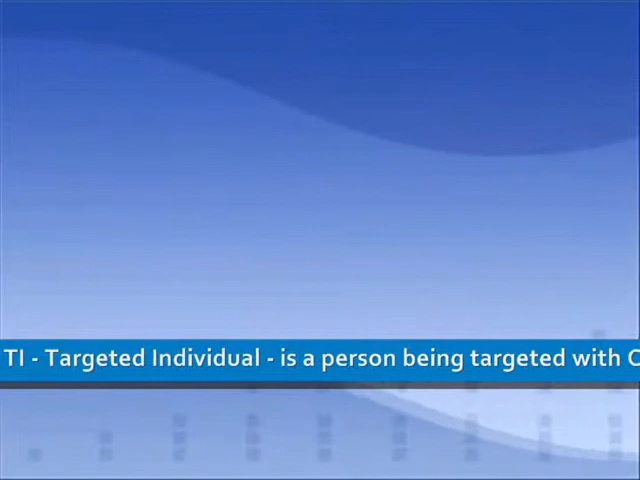 TI - Targeted Individual - is a person being targeted with